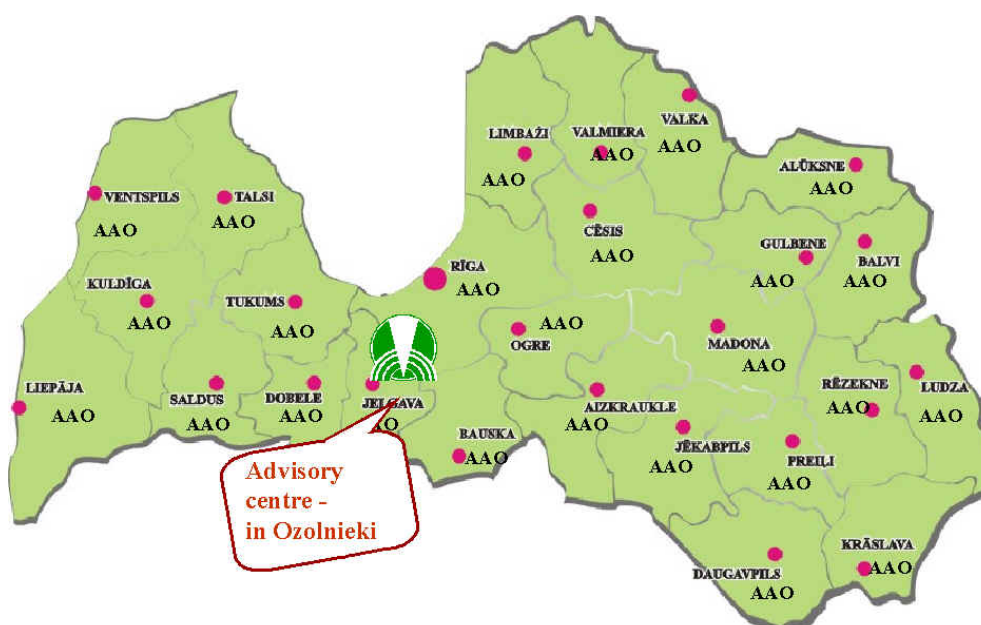 VALKA
AAO
LIMBAŽI
AAO
VALMIERA
AAO
ALŪKSNE
AAO
VENTSPILS
AAO
TALSI
AAO
CĒSIS
AAO
GULBENE
AAO
BALVI
AAO
KULDĪGA
AAO
TUKUMS
AAO
RĪGA
AAO
OGRE
AAO
MADONA
AAO
LIEPĀJA
AAO
SALDUS
AAO
DOBELE
AAO
JELGAVA
AO
AIZKRAUKLE
AAO
RĒZEKNE
AAO
LUDZA
AAO
BAUSKA
AAO
JĒKABPILS
AAO
PREIĻI
AAO
Advisory
centre -
in Ozolnieki
DAUGAVPILS
AAO
KRĀSLAVA
AAO